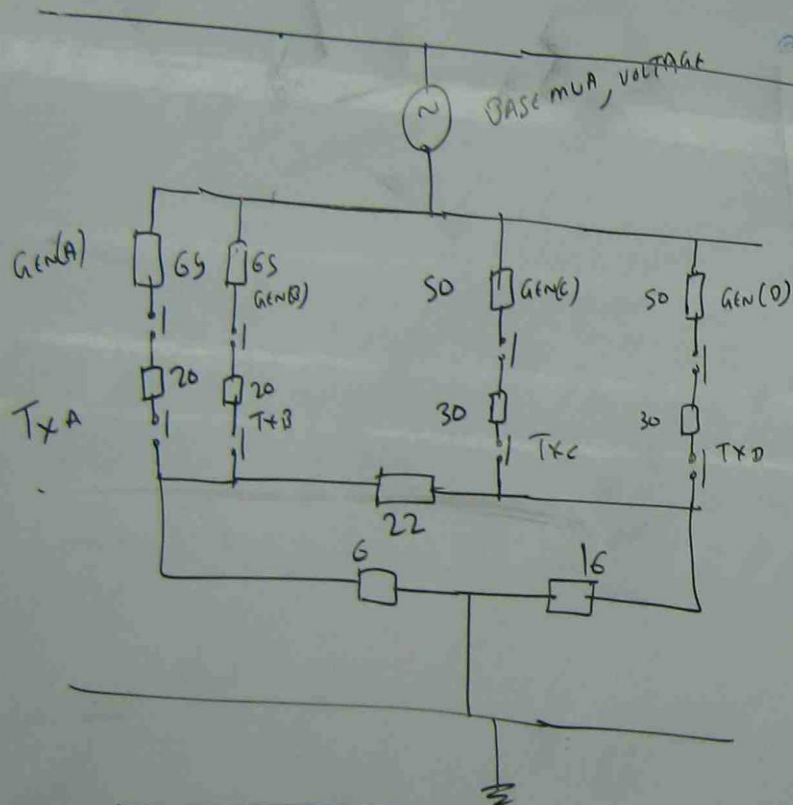 BASE MVA, VOLTAGE
GEN(A) 65 65 50 GEN(C) 50 GEN(D)
GEN(B)
20 20 30 30
TXA TXB TXC TXD
22
6 16